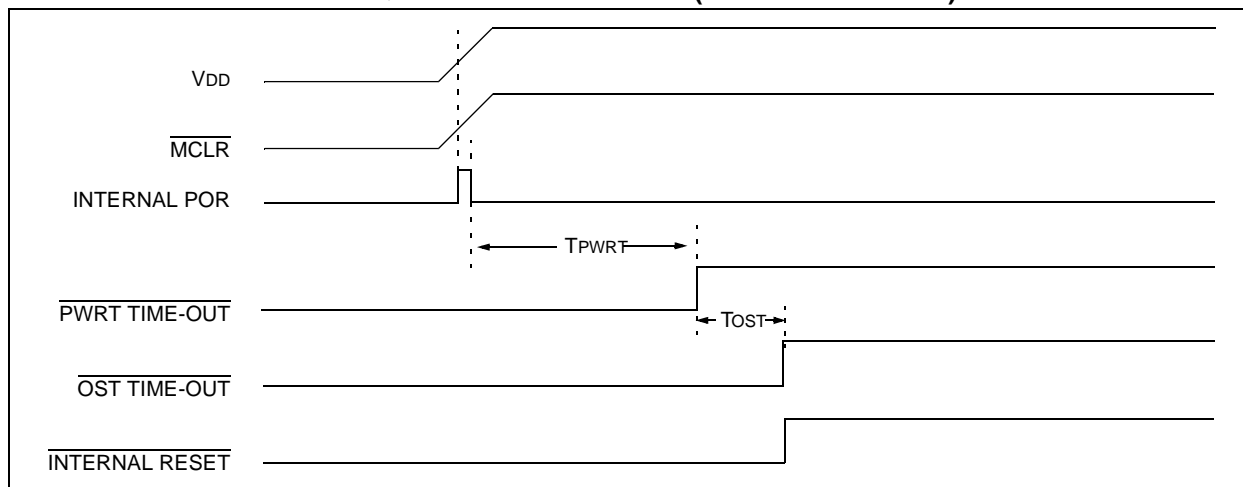 VDD
MCLR
INTERNAL POR
TPWRT
PWRT TIME-OUT
TOST
OST TIME-OUT
INTERNAL RESET